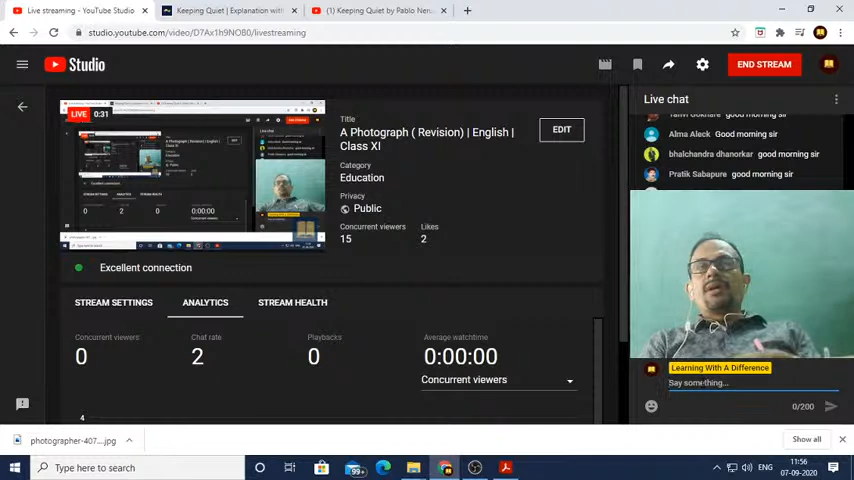 Live streaming - YouTube Studio
Keeping Quiet | Explanation with
(1) Keeping Quiet by Pablo Neru
studio.youtube.com/video/D7Ax1h9NO80/livestreaming
Studio
END STREAM
LIVE 0:31
Title
A Photograph ( Revision) | English |
Class XI
EDIT
Category
Education
Privacy
Public
Concurrent viewers
Likes
15
2
Excellent connection
STREAM SETTINGS
ANALYTICS
STREAM HEALTH
Concurrent viewers
Chat rate
Playbacks
Average watchtime
0
2
0
0:00:00
Concurrent viewers
4
Live chat
Alma Aleck Good morning sir
bhalchandra dhanorkar good morning sir
Pratik Sabapure good morning sir
Learning With A Difference
Say something...
0/200
photographer-407....jpg
Show all
Type here to search
99+
ENG
11:56
07-09-2020